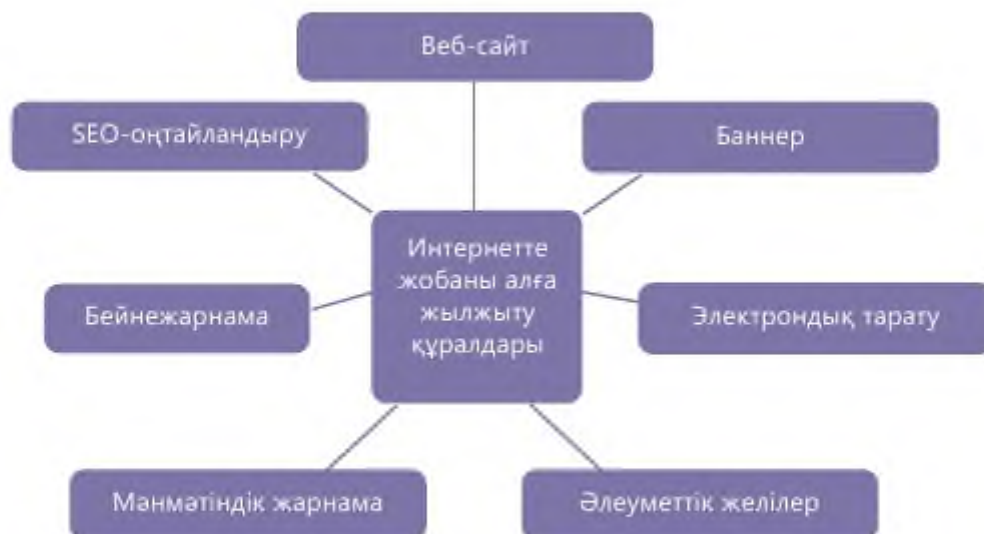 Веб-сайт
SEO-оңтайландыру
Баннер
Интернетте
жобаны алға
жылжыту
құралдары
Бейнежарнама
Электрондық тарату
Мәнмәтіндік жарнама
Әлеуметтік желілер